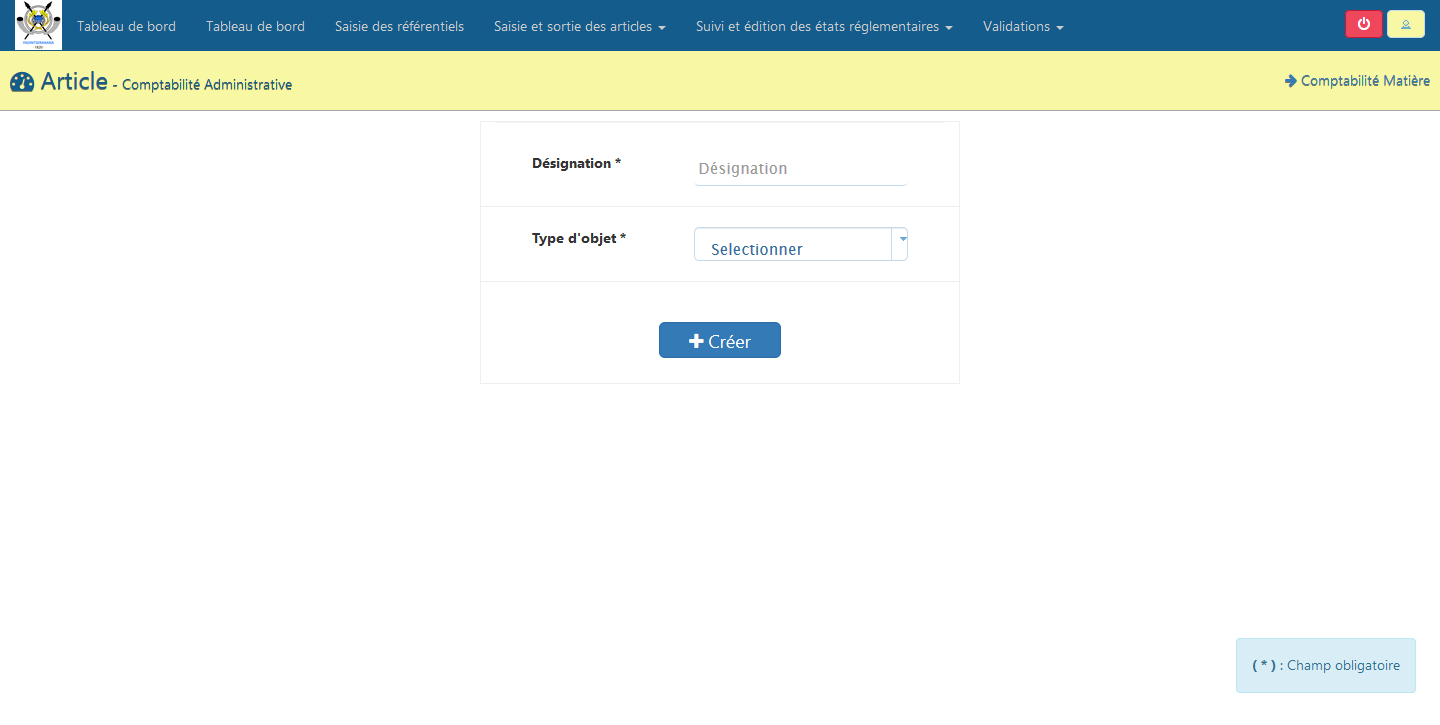 Tableau de bord Tableau de bord Saisie des référentiels Saisie et sortie des articles Suivi et édition des états réglementaires Validations
Article - Comptabilité Administrative
Comptabilité Matière
Désignation * Désignation
Type d'objet * Selectionner
Créer
( * ) : Champ obligatoire